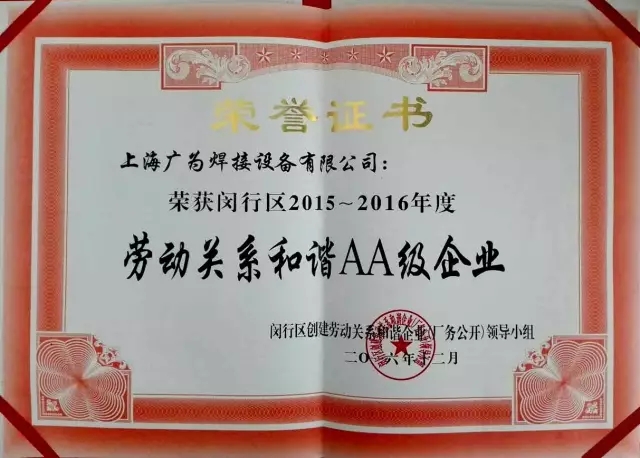 荣誉证书
上海广为焊接设备有限公司：
荣获闵行区2015～2016年度
劳动关系和谐AA级企业
闵行区创建劳动关系和谐企业(厂务公开)领导小组
二〇一六年十二月